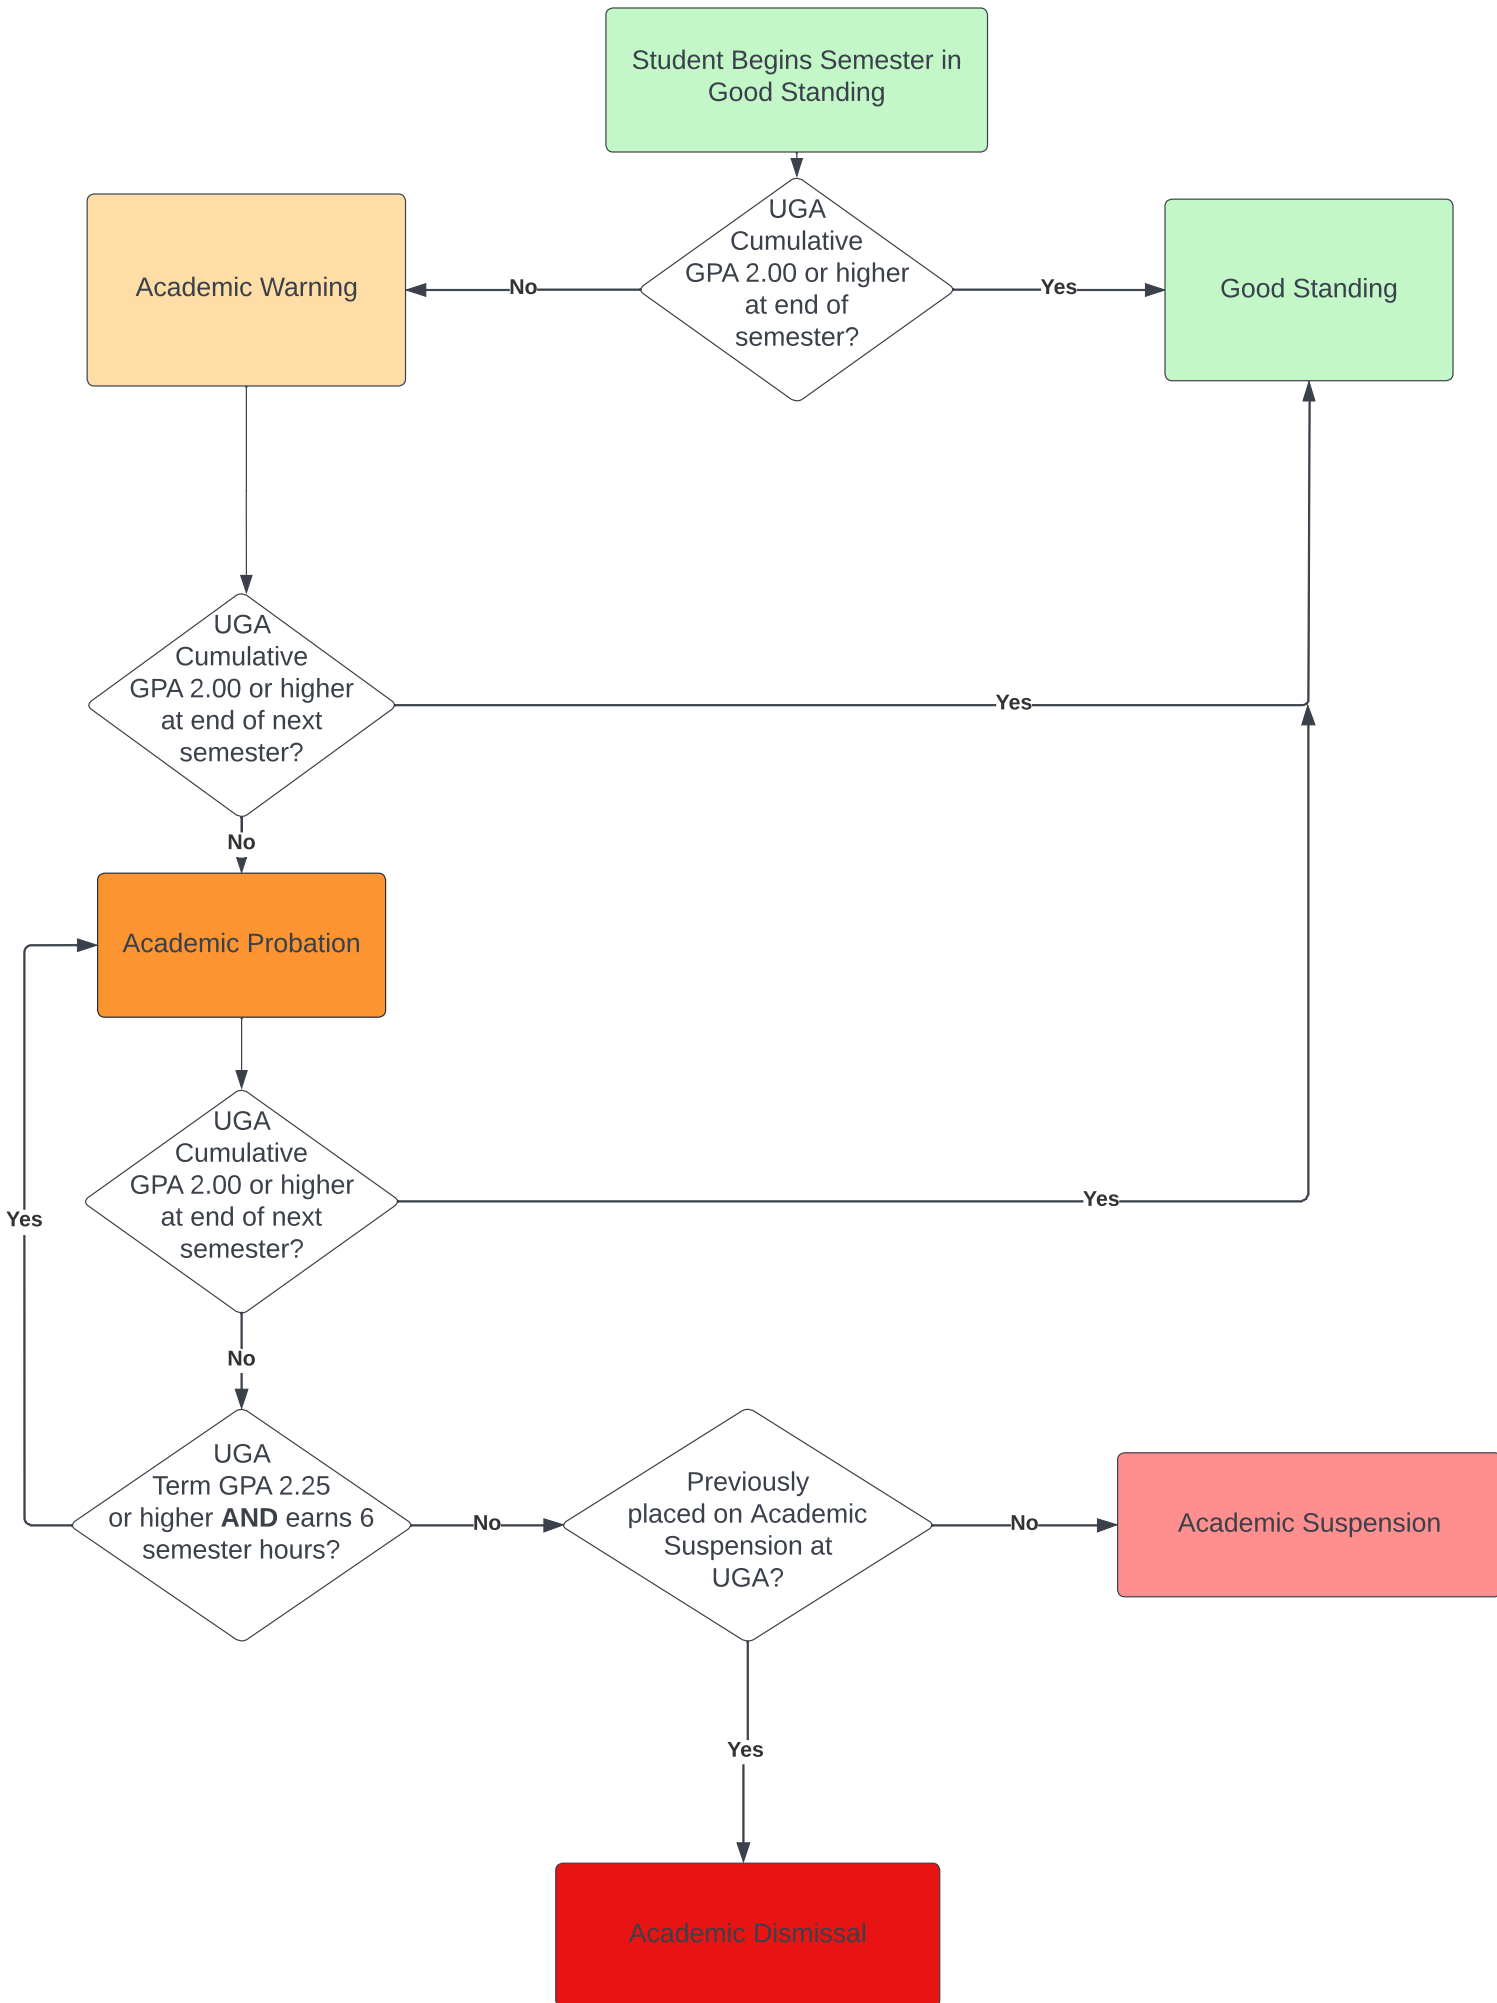 Student Begins Semester in
Good Standing
UGA
Cumulative
GPA 2.00 or higher
at end of
semester?
Academic Warning
No
Yes
Good Standing
UGA
Cumulative
GPA 2.00 or higher
at end of next
semester?
Yes
No
Academic Probation
UGA
Cumulative
GPA 2.00 or higher
at end of next
semester?
Yes
Yes
No
UGA
Term GPA 2.25
or higher AND earns 6
semester hours?
No
Previously
placed on Academic
Suspension at
UGA?
No
Academic Suspension
Yes
Academic Dismissal